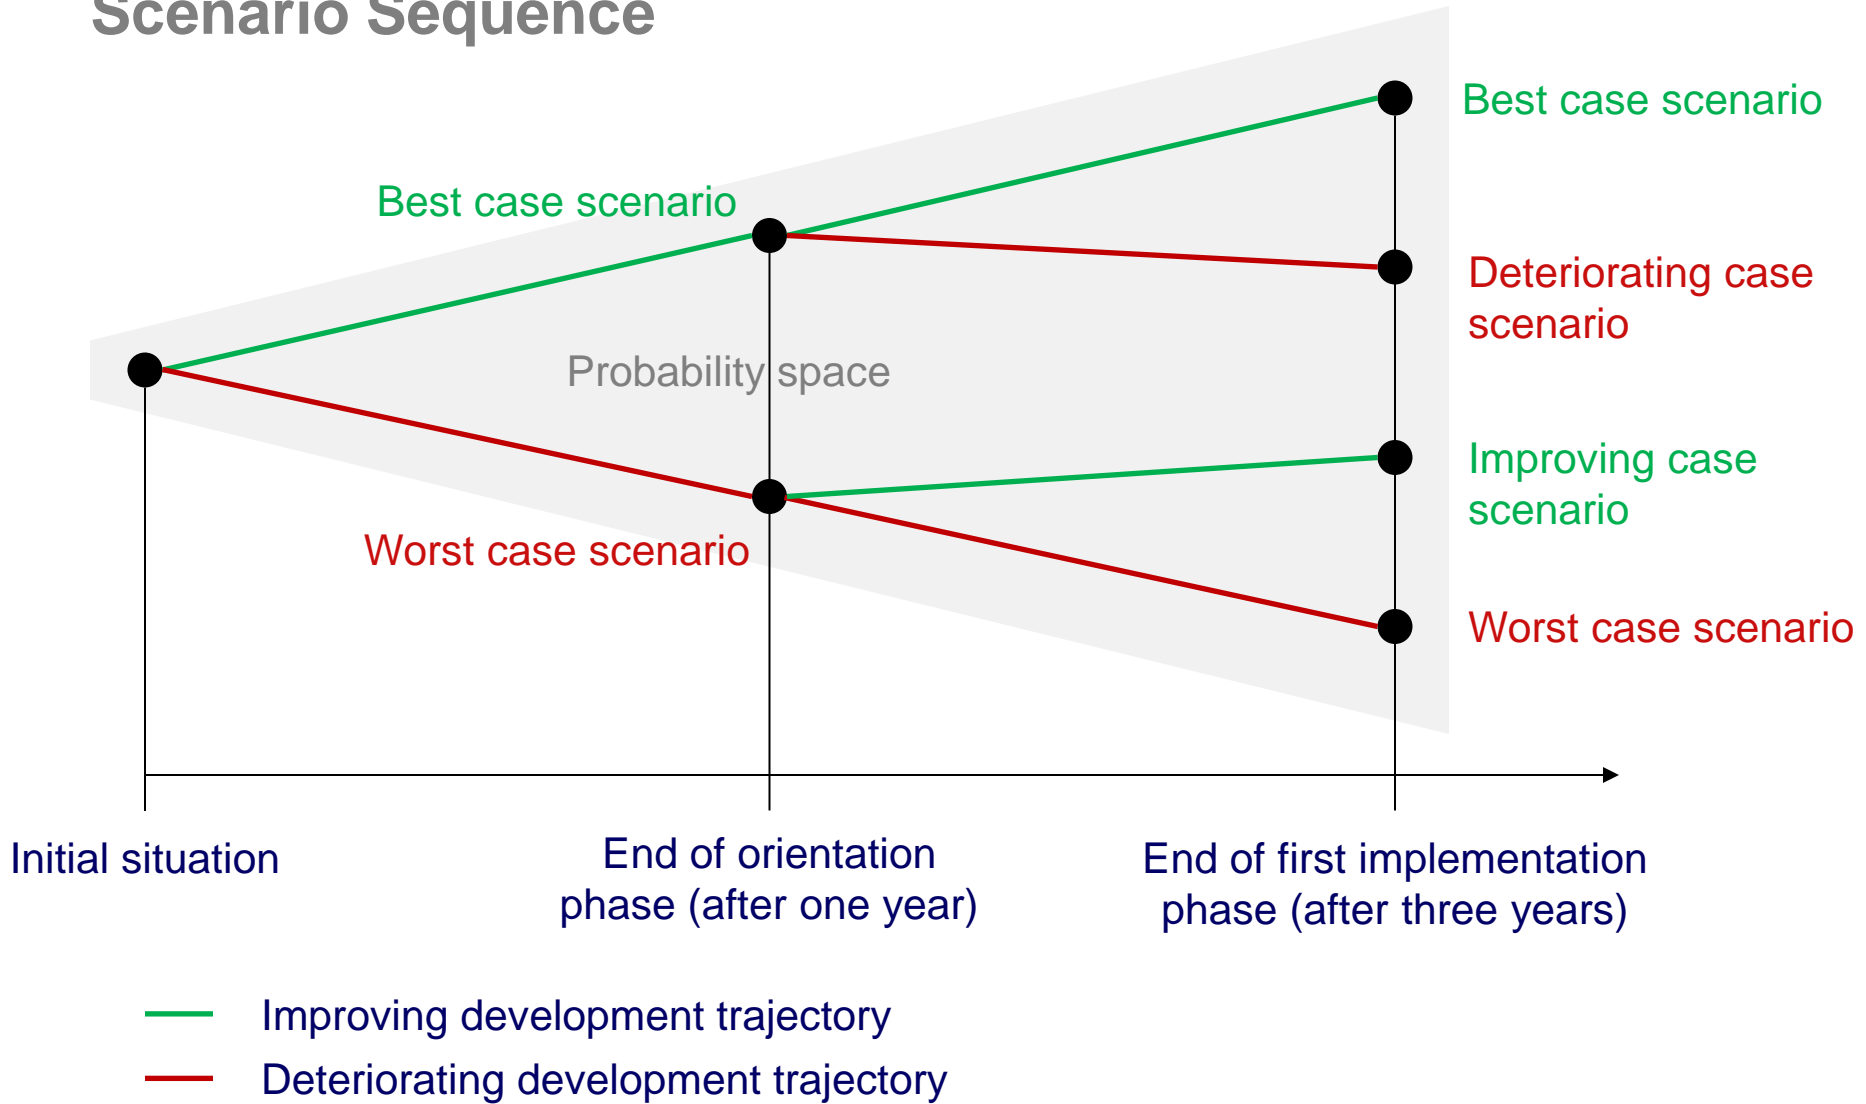 Scenario Sequence
Best case scenario
Best case scenario
Deteriorating case
scenario
Probability space
Improving case
scenario
Worst case scenario
Worst case scenario
Initial situation
End of orientation
phase (after one year)
End of first implementation
phase (after three years)
Improving development trajectory
Deteriorating development trajectory